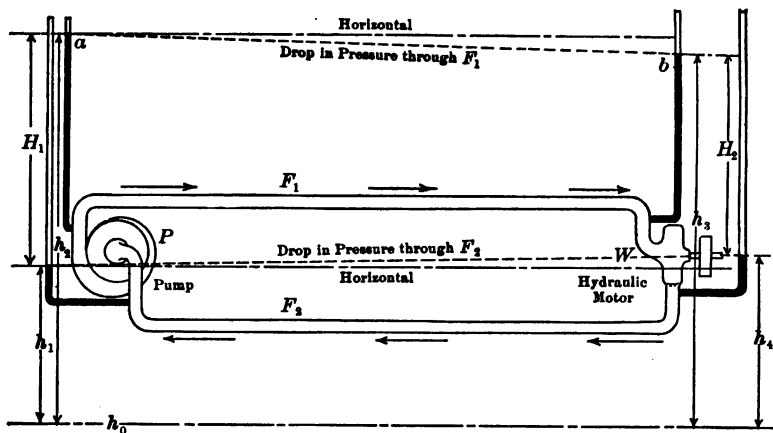 Horizontal
a
Drop in Pressure through F₁
b
H₁
H₂
F₁
P
h₂
h₃
Drop in Pressure through F₂
W
Horizontal
Pump
Hydraulic
Motor
F₂
h₁
h₄
h₀